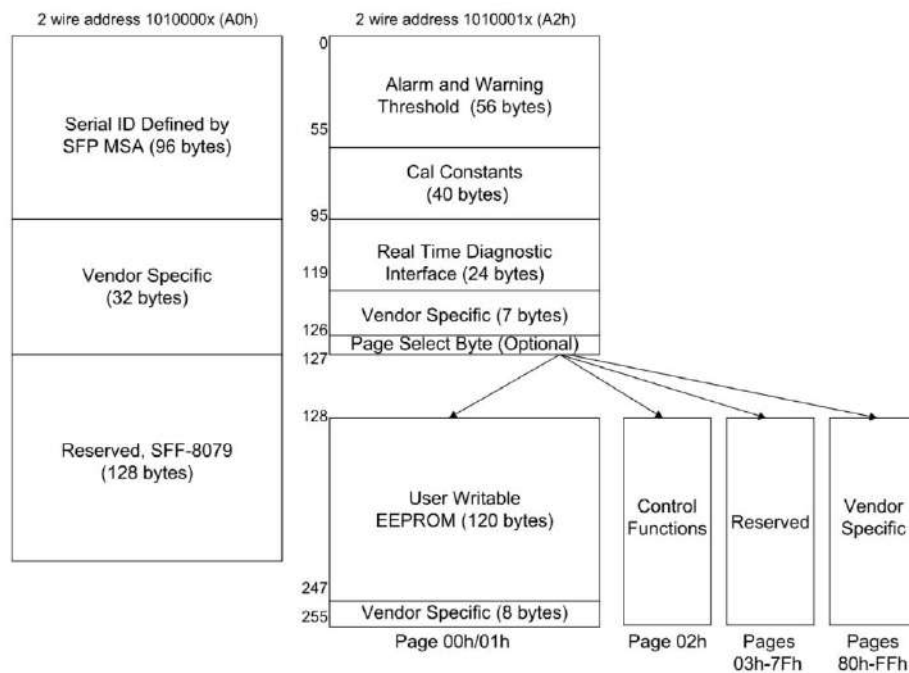 2 wire address 1010000x (A0h)
Serial ID Defined by
SFP MSA (96 bytes)
Vendor Specific
(32 bytes)
Reserved, SFF-8079
(128 bytes)
2 wire address 1010001x (A2h)
0
Alarm and Warning
Threshold (56 bytes)
55
Cal Constants
(40 bytes)
95
Real Time Diagnostic
Interface (24 bytes)
119
Vendor Specific (7 bytes)
126
Page Select Byte (Optional)
127
128
User Writable
EEPROM (120 bytes)
247
Vendor Specific (8 bytes)
255
Page 00h/01h
Control
Functions
Page 02h
Reserved
Pages
03h-7Fh
Vendor
Specific
Pages
80h-FFh